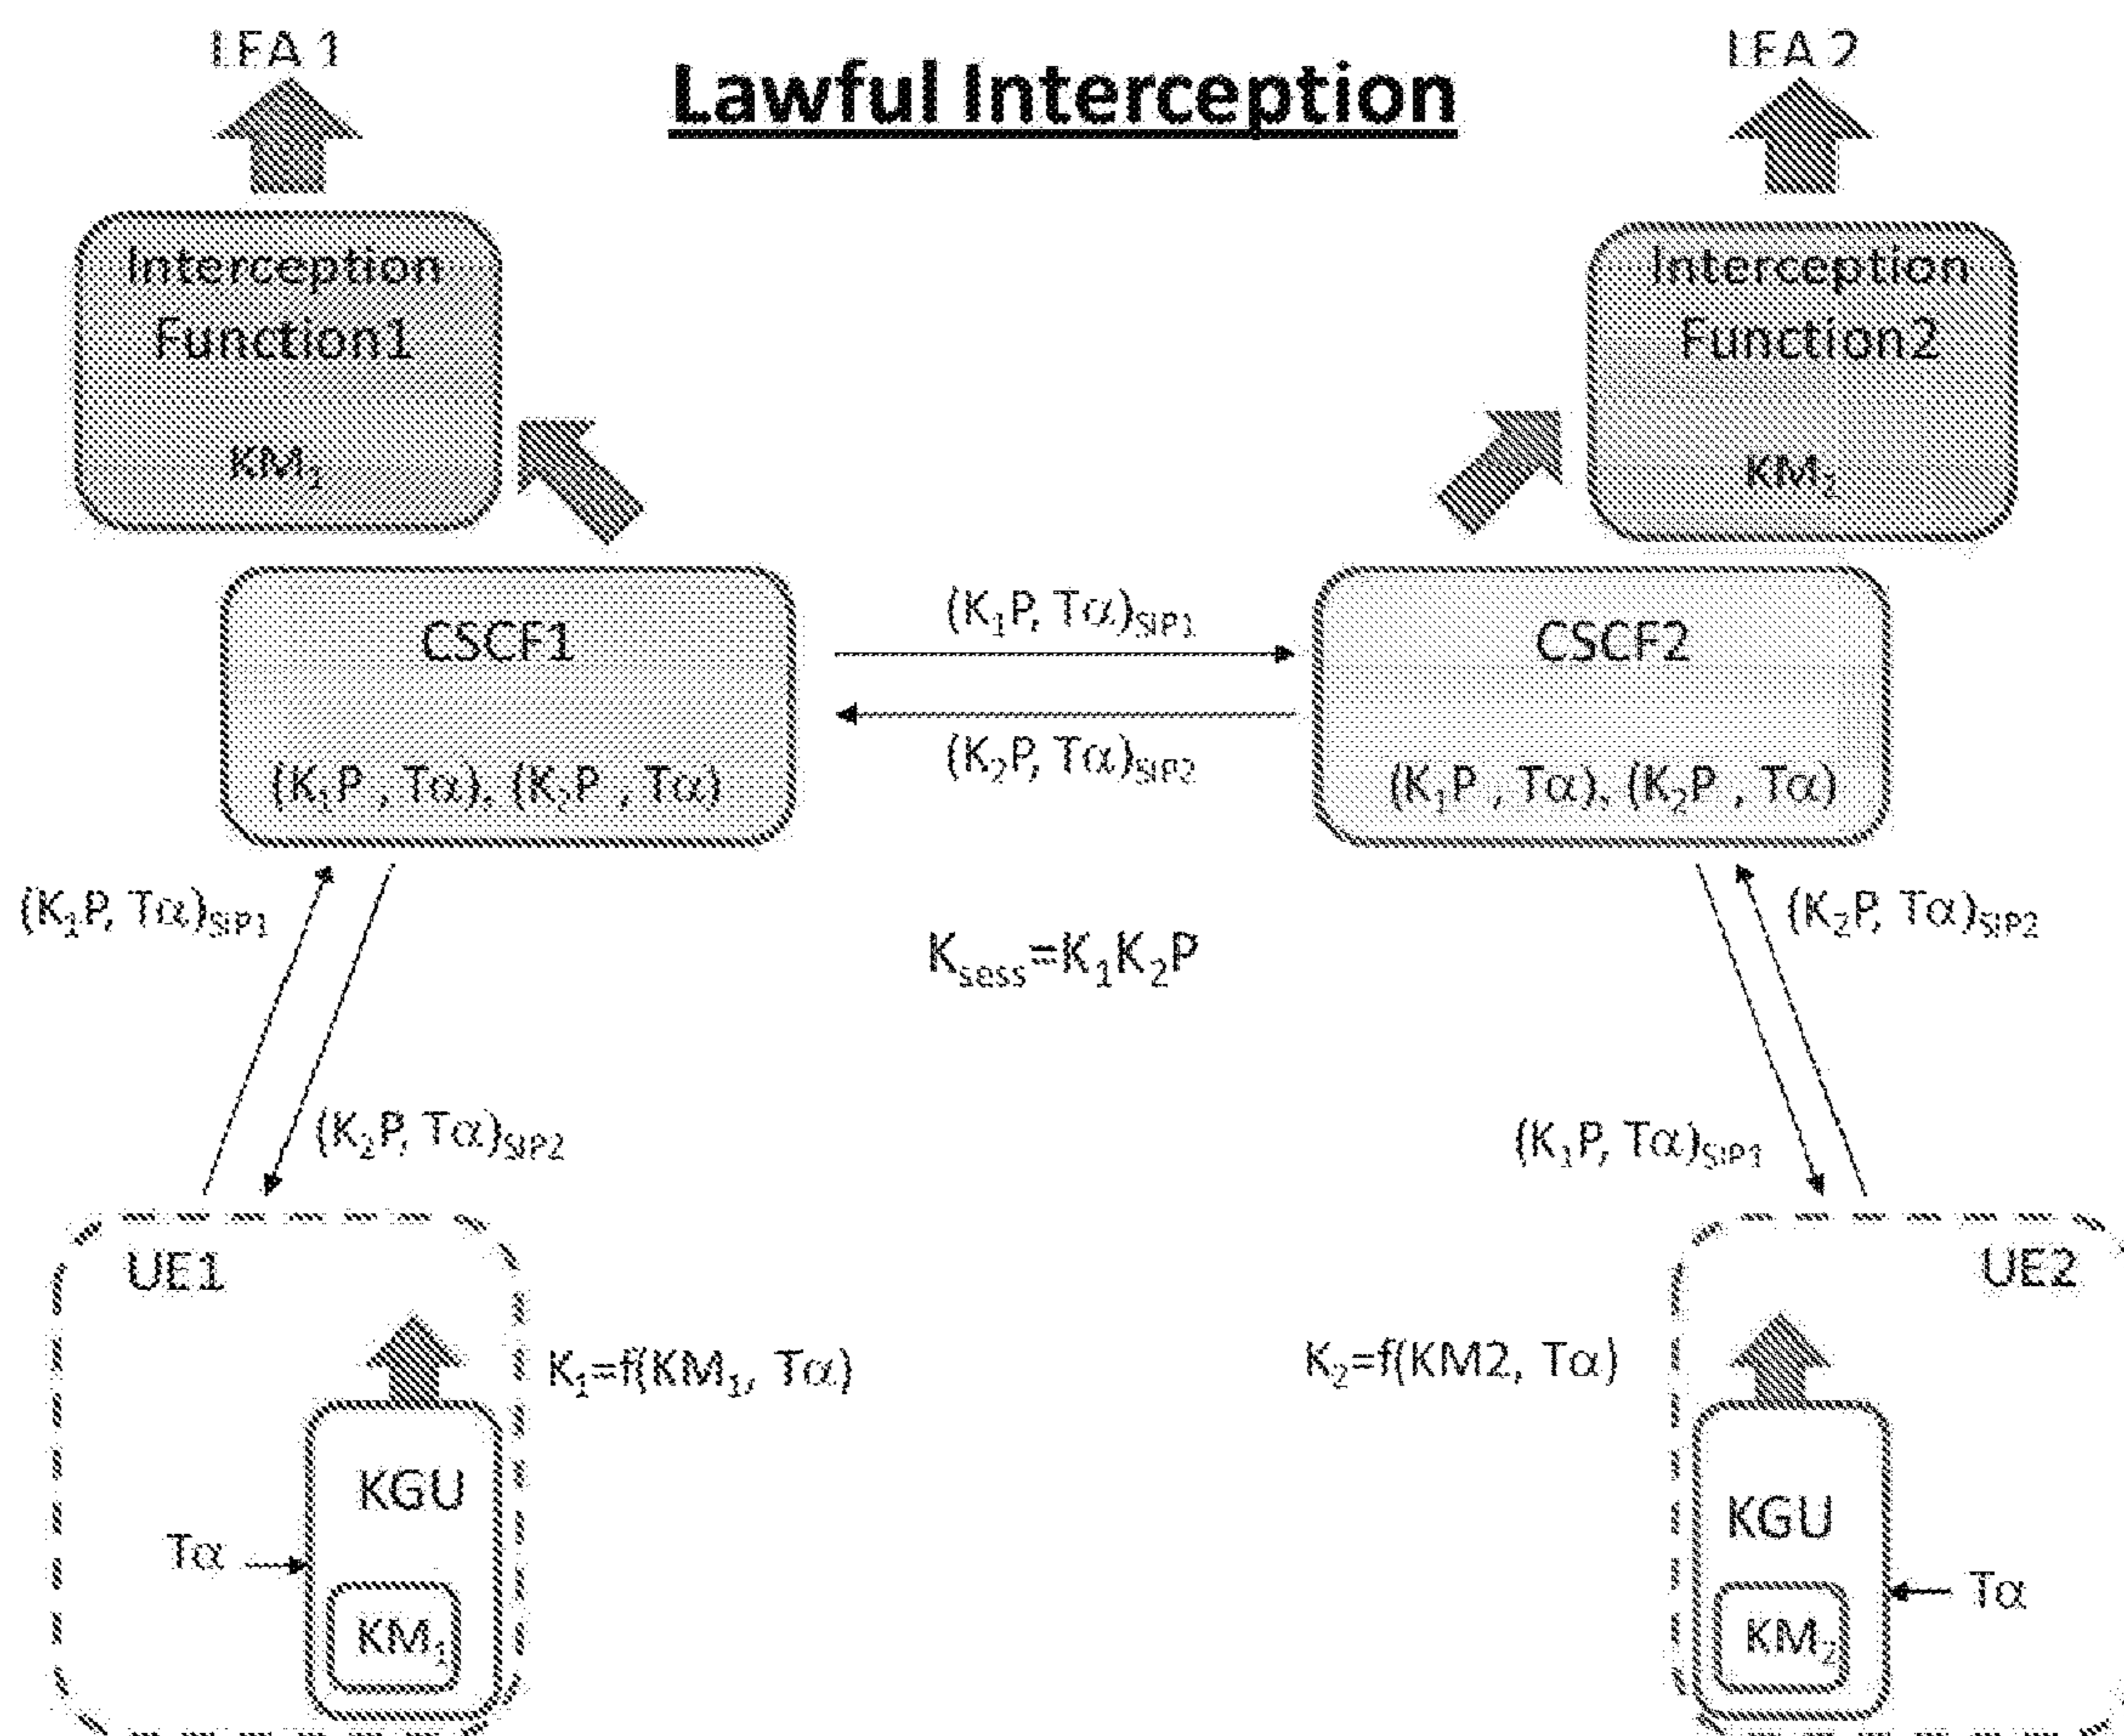 LEA 1
Lawful Interception
LEA 2
Interception
Function1
KM₁
Interception
Function2
KM₂
CSCF1
(K₁P , Tα), (K₂P , Tα)
(K₁P, Tα)SIP1
(K₂P, Tα)SIP2
CSCF2
(K₁P , Tα), (K₂P , Tα)
(K₁P, Tα)SIP1
(K₂P, Tα)SIP2
Ksess=K₁K₂P
(K₂P, Tα)SIP2
(K₁P, Tα)SIP1
UE1
K₁=f(KM₁, Tα)
KGU
Tα
KM₁
UE2
K₂=f(KM2, Tα)
KGU
Tα
KM₂